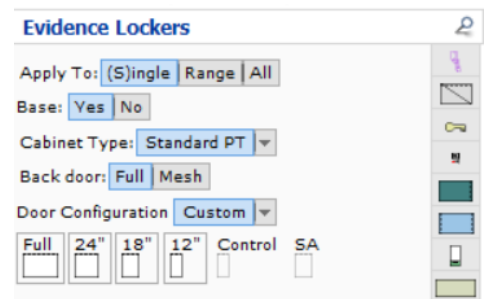 Evidence Lockers
Apply To: (S)ingle Range All
Base: Yes No
Cabinet Type: Standard PT
Back door: Full Mesh
Door Configuration Custom
Full 24" 18" 12" Control SA